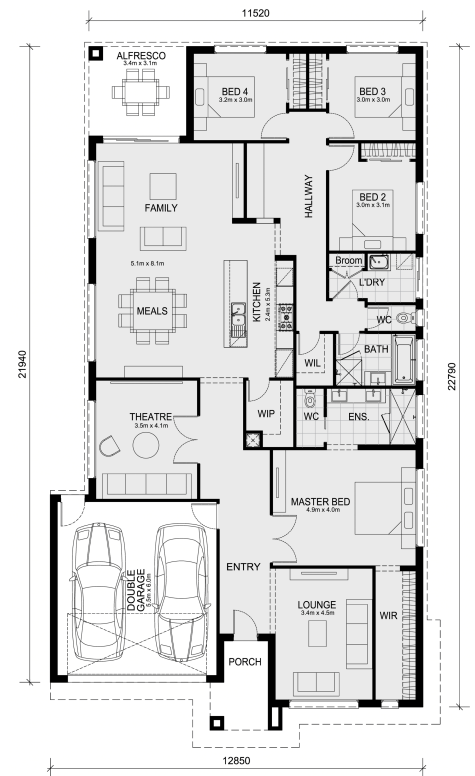 11520
ALFRESCO
3.4m x 3.1m
BED 4
3.2m x 3.0m
BED 3
3.0m x 3.0m
HALLWAY
BED 2
3.0m x 3.1m
FAMILY
5.1m x 8.1m
Broom
L'DRY
KITCHEN
2.4m x 5.3m
MEALS
WC
BATH
WIL
21940
22790
THEATRE
3.5m x 4.1m
WIP
WC
ENS.
MASTER BED
4.9m x 4.0m
DOUBLE
GARAGE
5.5m x 6.0m
ENTRY
LOUNGE
3.4m x 4.5m
WIR
PORCH
12850